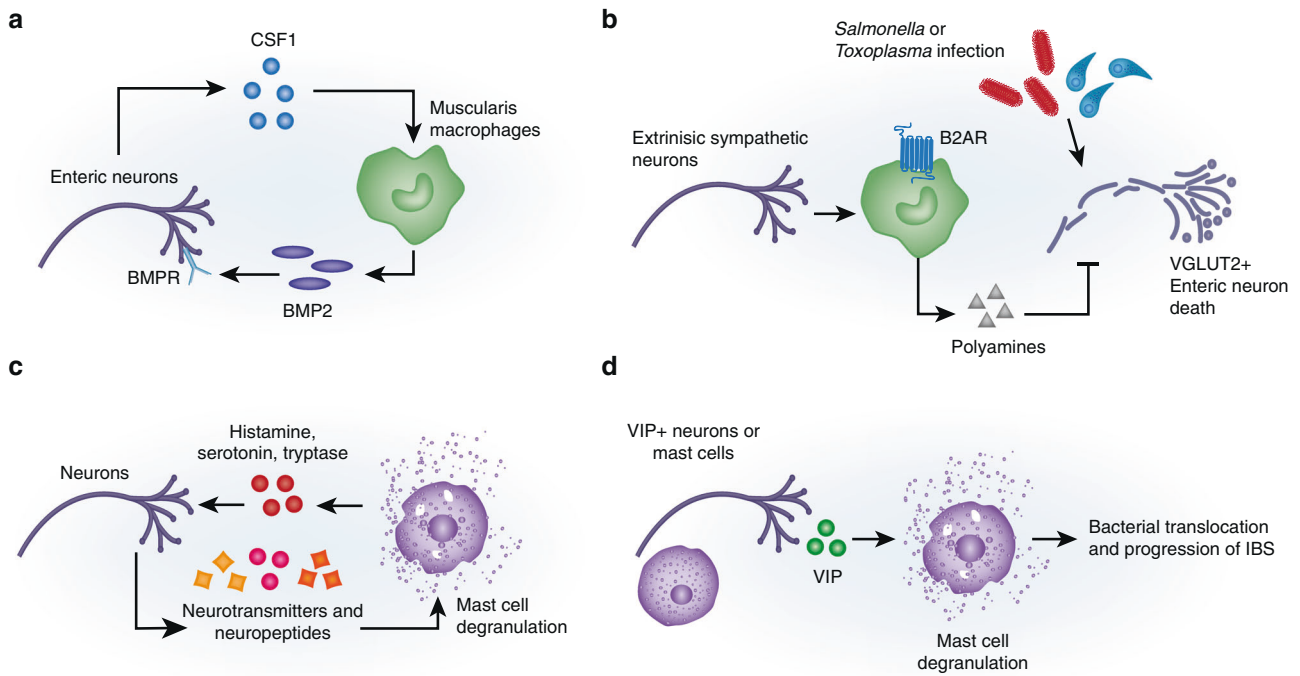 a
CSF1
Muscularis
macrophages
Enteric neurons
BMPR
BMP2
b
Salmonella or
Toxoplasma infection
Extrinisic sympathetic
neurons
B2AR
VGLUT2+
Enteric neuron
death
Polyamines
c
Histamine,
serotonin, tryptase
Neurons
Neurotransmitters and
neuropeptides
Mast cell
degranulation
d
VIP+ neurons or
mast cells
VIP
Bacterial translocation
and progression of IBS
Mast cell
degranulation